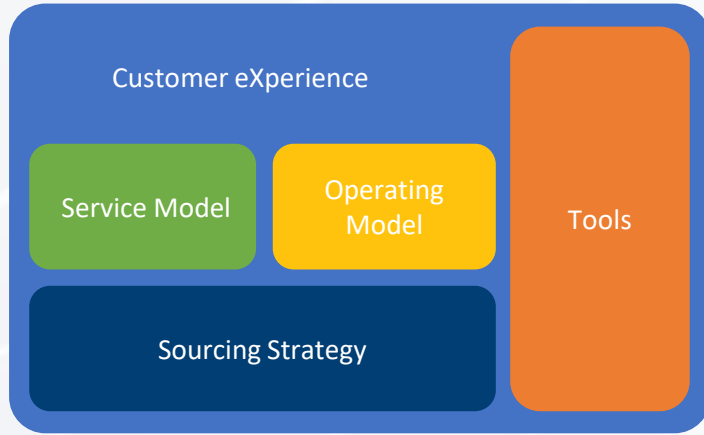 Customer eXperience
Service Model
Operating
Model
Tools
Sourcing Strategy